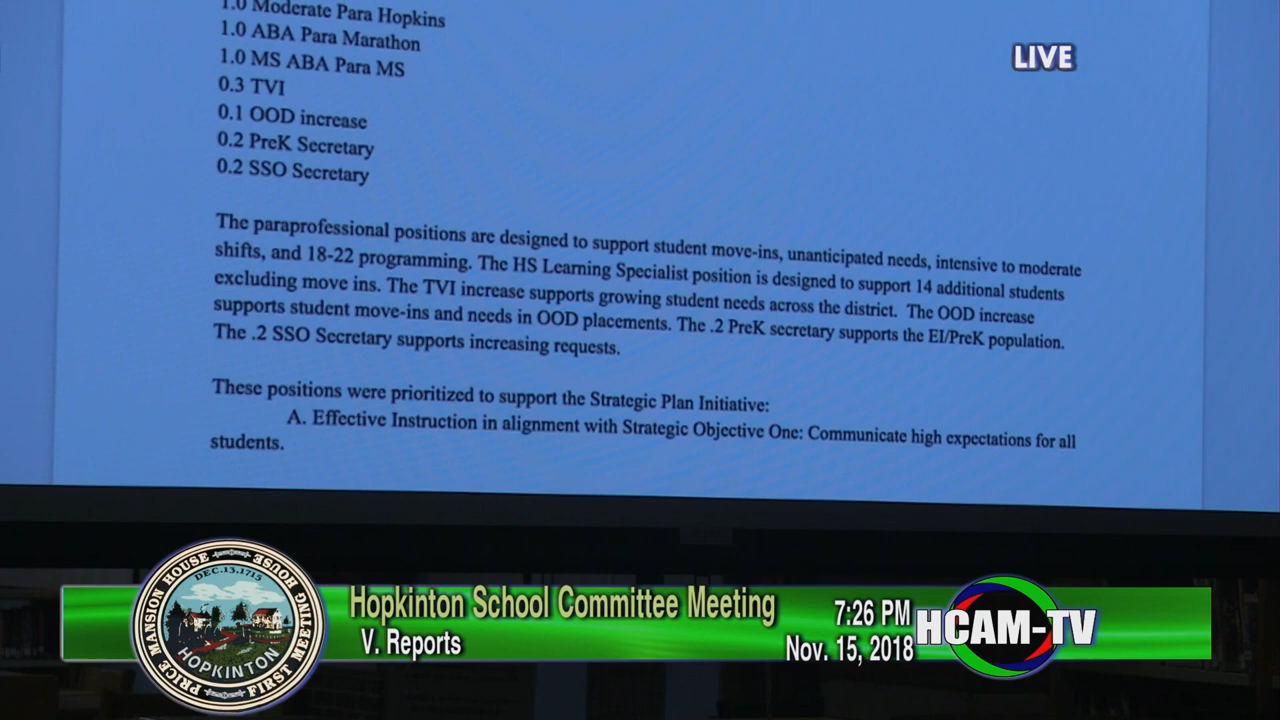 1.0 Moderate Para Hopkins
1.0 ABA Para Marathon
1.0 MS ABA Para MS
0.3 TVI
0.1 OOD increase
0.2 PreK Secretary
0.2 SSO Secretary
The paraprofessional positions are designed to support student move-ins, unanticipated needs, intensive to moderate
shifts, and 18-22 programming. The HS Learning Specialist position is designed to support 14 additional students
excluding move ins. The TVI increase supports growing student needs across the district. The OOD increase
supports student move-ins and needs in OOD placements. The .2 PreK secretary supports the EI/PreK population.
The .2 SSO Secretary supports increasing requests.
These positions were prioritized to support the Strategic Plan Initiative:
A. Effective Instruction in alignment with Strategic Objective One: Communicate high expectations for all
students.
LIVE
PRICE MANSION HOUSE
FIRST MEETING HOUSE
DEC.13.1715
HOPKINTON
Hopkinton School Committee Meeting
V. Reports
7:26 PM
Nov. 15, 2018
HCAM-TV